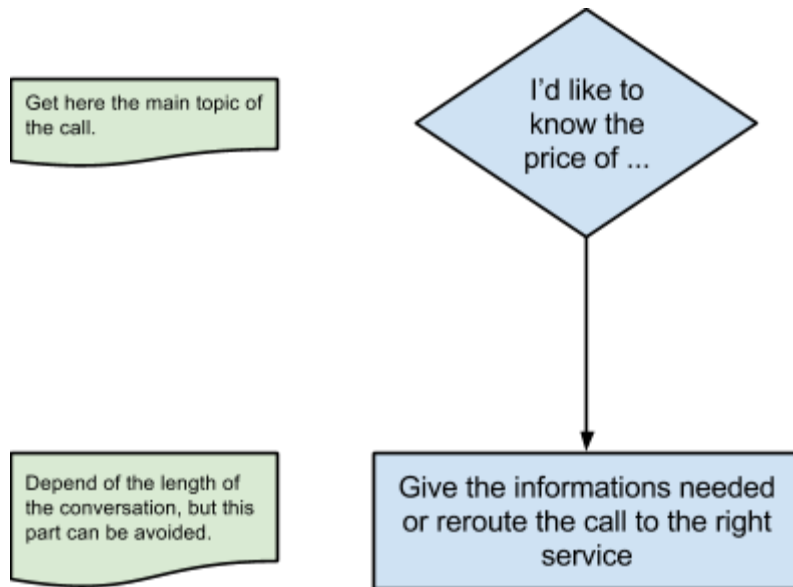 Get here the main topic of
the call.
I'd like to
know the
price of ...
Depend of the length of
the conversation, but this
part can be avoided.
Give the informations needed
or reroute the call to the right
service